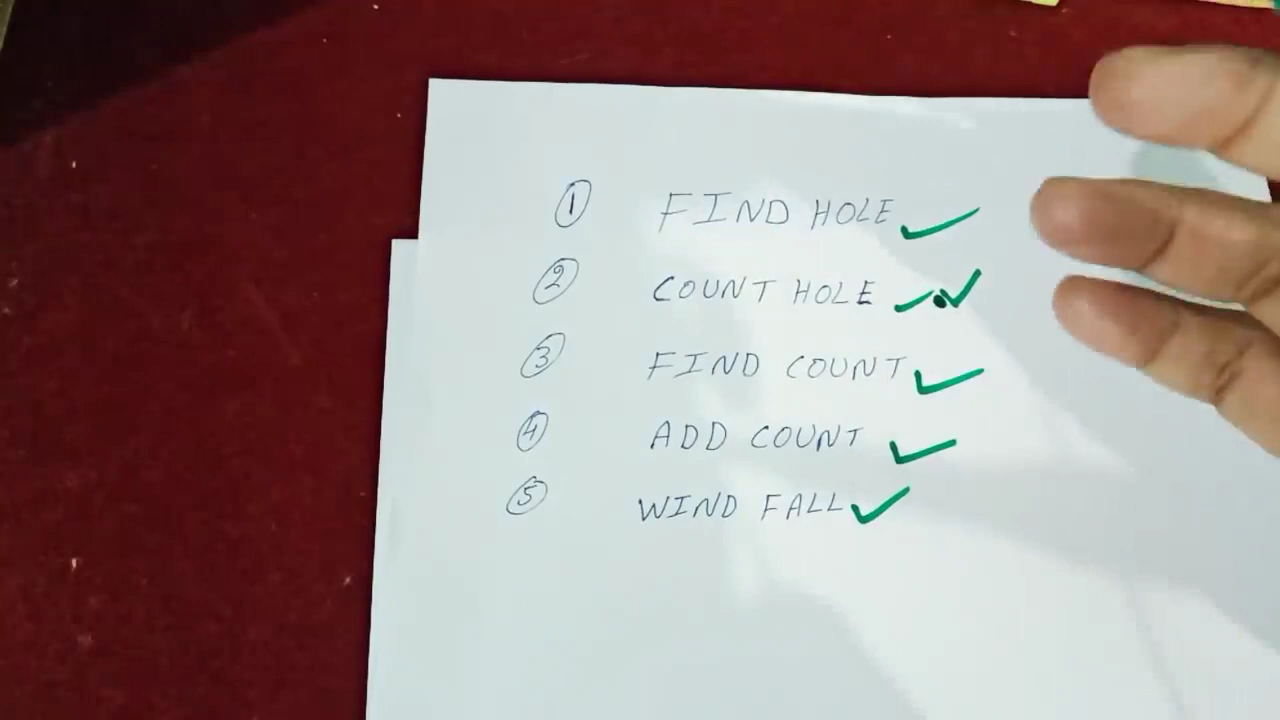 ① FIND HOLE ✓
② COUNT HOLE ✓✓
③ FIND COUNT ✓
④ ADD COUNT ✓
⑤ WIND FALL ✓